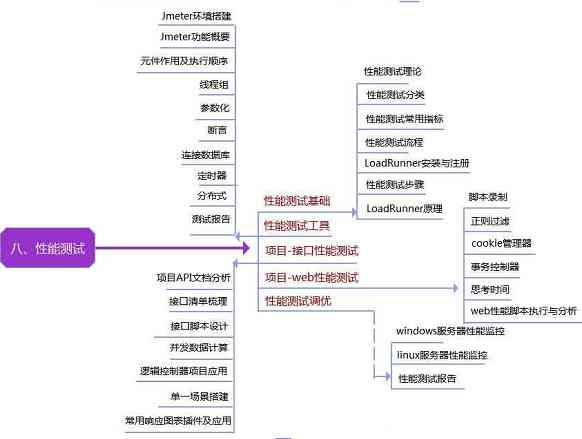 八、性能测试
性能测试基础
性能测试工具
项目-接口性能测试
项目-web性能测试
性能测试调优
性能测试理论
性能测试分类
性能测试常用指标
性能测试流程
LoadRunner安装与注册
性能测试步骤
LoadRunner原理
Jmeter环境搭建
Jmeter功能概要
元件作用及执行顺序
线程组
参数化
断言
连接数据库
定时器
分布式
测试报告
项目API文档分析
接口清单梳理
接口脚本设计
并发数据计算
逻辑控制器项目应用
单一场景搭建
常用响应图表插件及应用
脚本录制
正则过滤
cookie管理器
事务控制器
思考时间
web性能脚本执行与分析
windows服务器性能监控
linux服务器性能监控
性能测试报告